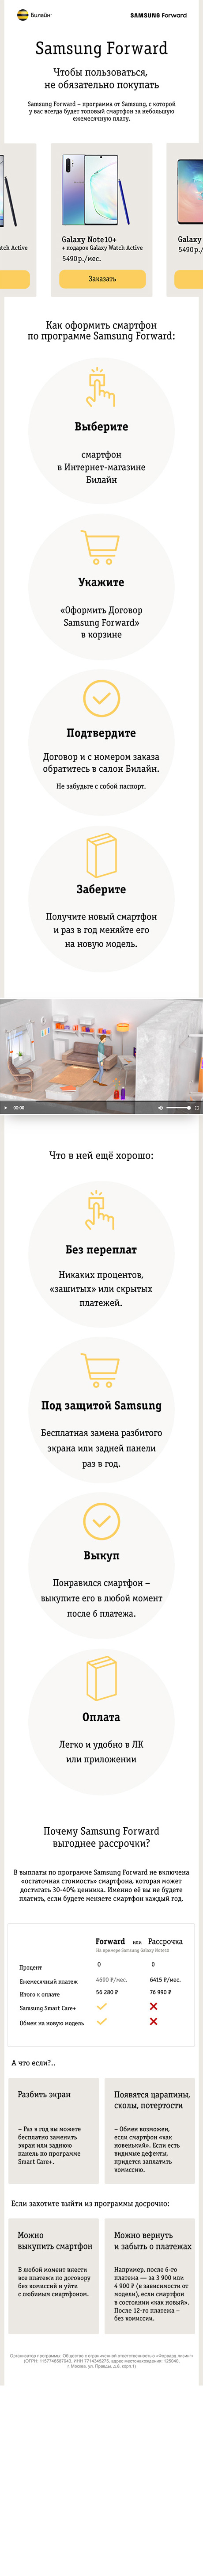 Билайн
SAMSUNG Forward
Samsung Forward
Чтобы пользоваться,
не обязательно покупать
Samsung Forward – программа от Samsung, с которой
у вас всегда будет топовый смартфон за небольшую
ежемесячную плату.
Galaxy Note10+
+ подарок Galaxy Watch Active
5490 р./мес.
Заказать
tch Active
Galaxy
5490 р./
Как оформить смартфон
по программе Samsung Forward:
Выберите
смартфон
в Интернет-магазине
Билайн
Укажите
«Оформить Договор
Samsung Forward»
в корзине
Подтвердите
Договор и с номером заказа
обратитесь в салон Билайн.
Не забудьте с собой паспорт.
Заберите
Получите новый смартфон
и раз в год меняйте его
на новую модель.
00:00
Что в ней ещё хорошо:
Без переплат
Никаких процентов,
«зашитых» или скрытых
платежей.
Под защитой Samsung
Бесплатная замена разбитого
экрана или задней панели
раз в год.
Выкуп
Понравился смартфон –
выкупите его в любой момент
после 6 платежа.
Оплата
Легко и удобно в ЛК
или приложении
Почему Samsung Forward
выгоднее рассрочки?
В выплаты по программе Samsung Forward не включена
«остаточная стоимость» смартфона, которая может
достигать 30-40% ценника. Именно её вы не будете
платить, если будете меняете смартфон каждый год.
Forward или Рассрочка
На примере Samsung Galaxy Note10
Процент 0 0
Ежемесячный платеж 4690 ₽/мес. 6415 ₽/мес.
Итого к оплате 56 280 ₽ 76 990 ₽
Samsung Smart Care+
Обмен на новую модель
А что если?..
Разбить экран
– Раз в год вы можете
бесплатно заменить
экран или заднюю
панель по программе
Smart Care+.
Появятся царапины,
сколы, потертости
– Обмен возможен,
если смартфон «как
новенький». Если есть
видимые дефекты,
придется заплатить
комиссию.
Если захотите выйти из программы досрочно:
Можно
выкупить смартфон
В любой момент внести
все платежи по договору
без комиссий и уйти
с любимым смартфоном.
Можно вернуть
и забыть о платежах
Например, после 6-го
платежа — за 3 900 или
4 900 ₽ (в зависимости от
модели), если смартфон
в состоянии «как новый».
После 12-го платежа –
без комиссии.
Организатор программы: Общество с ограниченной ответственностью «Форвард лизинг»
г. Москва, ул. Правды, д.8, корп.1)